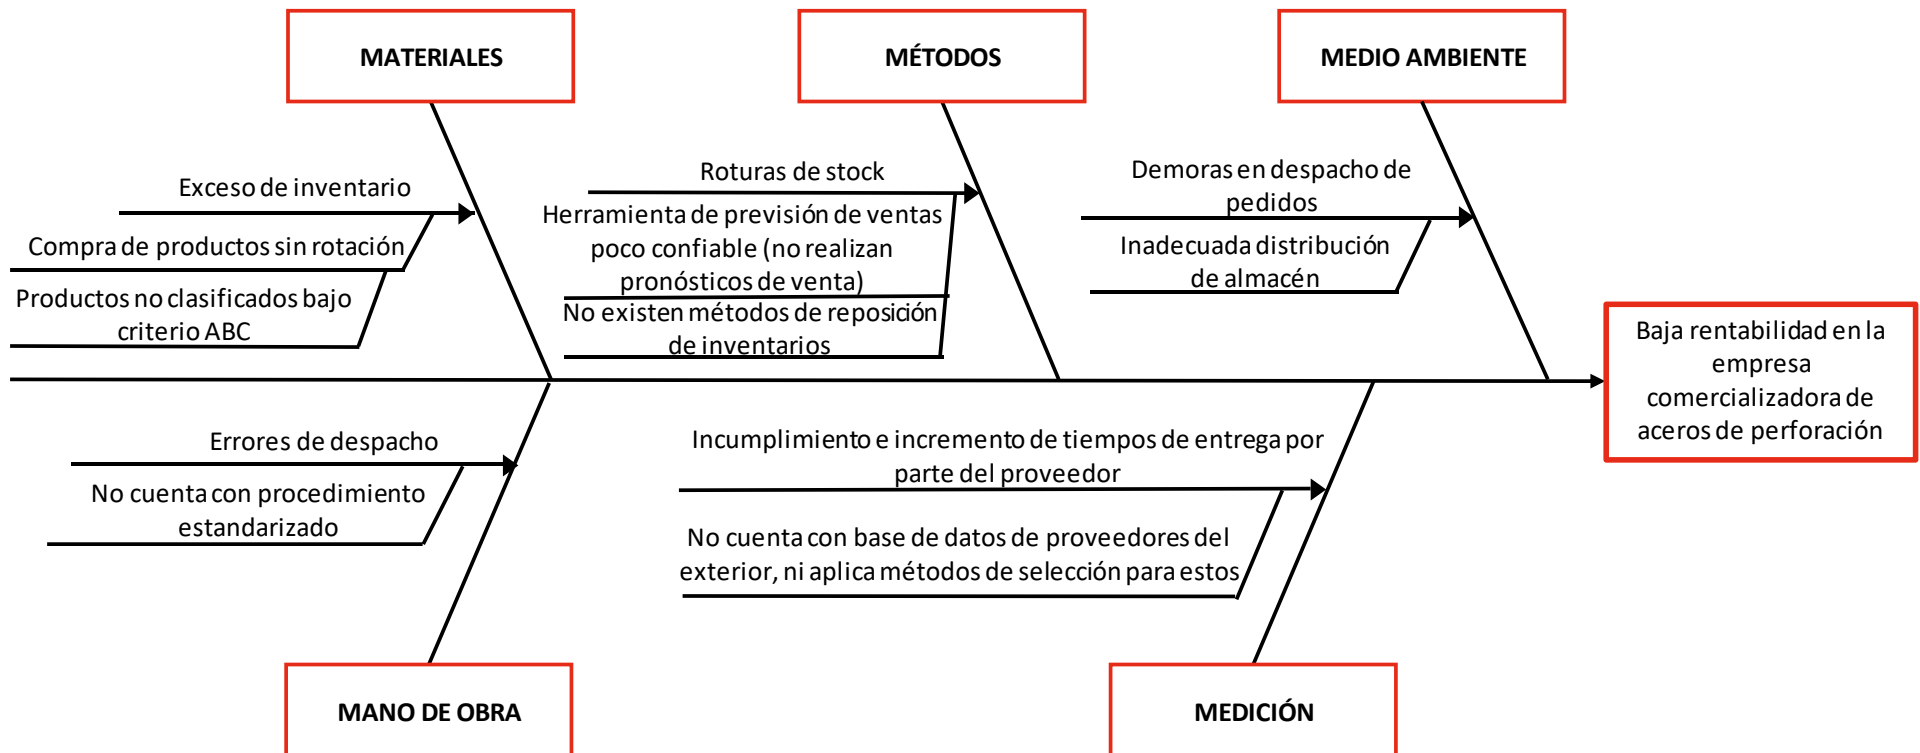 MATERIALES
MÉTODOS
MEDIO AMBIENTE
Exceso de inventario
Compra de productos sin rotación
Productos no clasificados bajo
criterio ABC
Roturas de stock
Herramienta de previsión de ventas
poco confiable (no realizan
pronósticos de venta)
No existen métodos de reposición
de inventarios
Demoras en despacho de
pedidos
Inadecuada distribución
de almacén
Baja rentabilidad en la
empresa
comercializadora de
aceros de perforación
Errores de despacho
No cuenta con procedimiento
estandarizado
Incumplimiento e incremento de tiempos de entrega por
parte del proveedor
No cuenta con base de datos de proveedores del
exterior, ni aplica métodos de selección para estos
MANO DE OBRA
MEDICIÓN